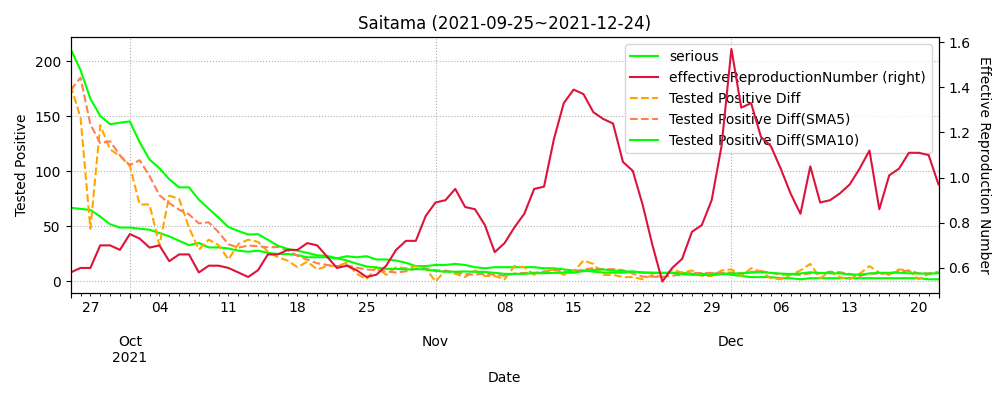 Saitama (2021-09-25~2021-12-24)
serious
effectiveReproductionNumber (right)
Tested Positive Diff
Tested Positive Diff(SMA5)
Tested Positive Diff(SMA10)
Tested Positive
200
150
100
50
0
1.6
1.4
1.2
1.0
0.8
0.6
Effective Reproduction Number
27 04 11 18 25 08 15 22 29 06 13 20
Oct Nov Dec
2021
Date